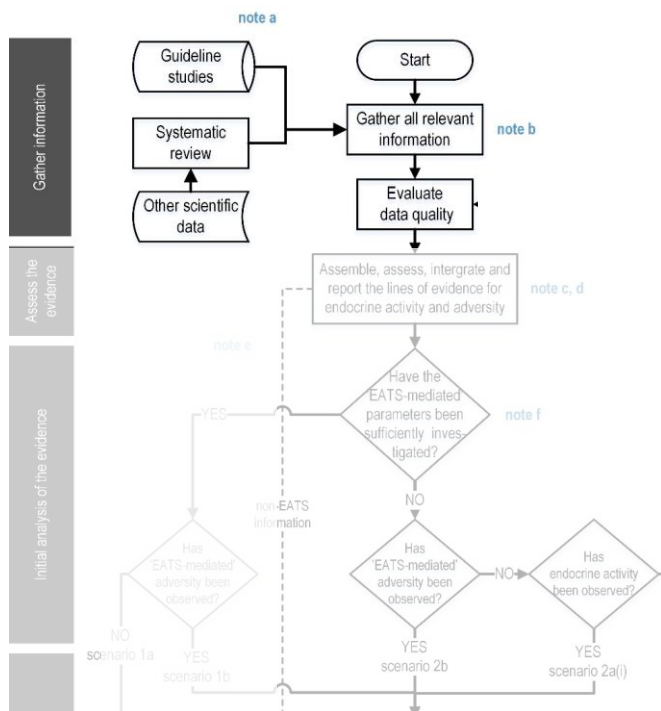 note a
Guideline
studies
Start
Gather information
Systematic
review
Gather all relevant
information
note b
Other scientific
data
Evaluate
data quality
Assess the
evidence
Assemble, assess, intergrate and
report the lines of evidence for
endocrine activity and adversity
note c, d
note e
Initial analysis of the evidence
Have the
'EATS-mediated
parameters been
sufficiently inves-
tigated?
note f
YES
NO
non-EATS
information
Has
'EATS-mediated'
adversity been
observed?
Has
'EATS-mediated'
adversity been
observed?
NO
Has
endocrine activity
been observed?
NO
scenario 1a
YES
scenario 1b
YES
scenario 2b
YES
scenario 2a(i)